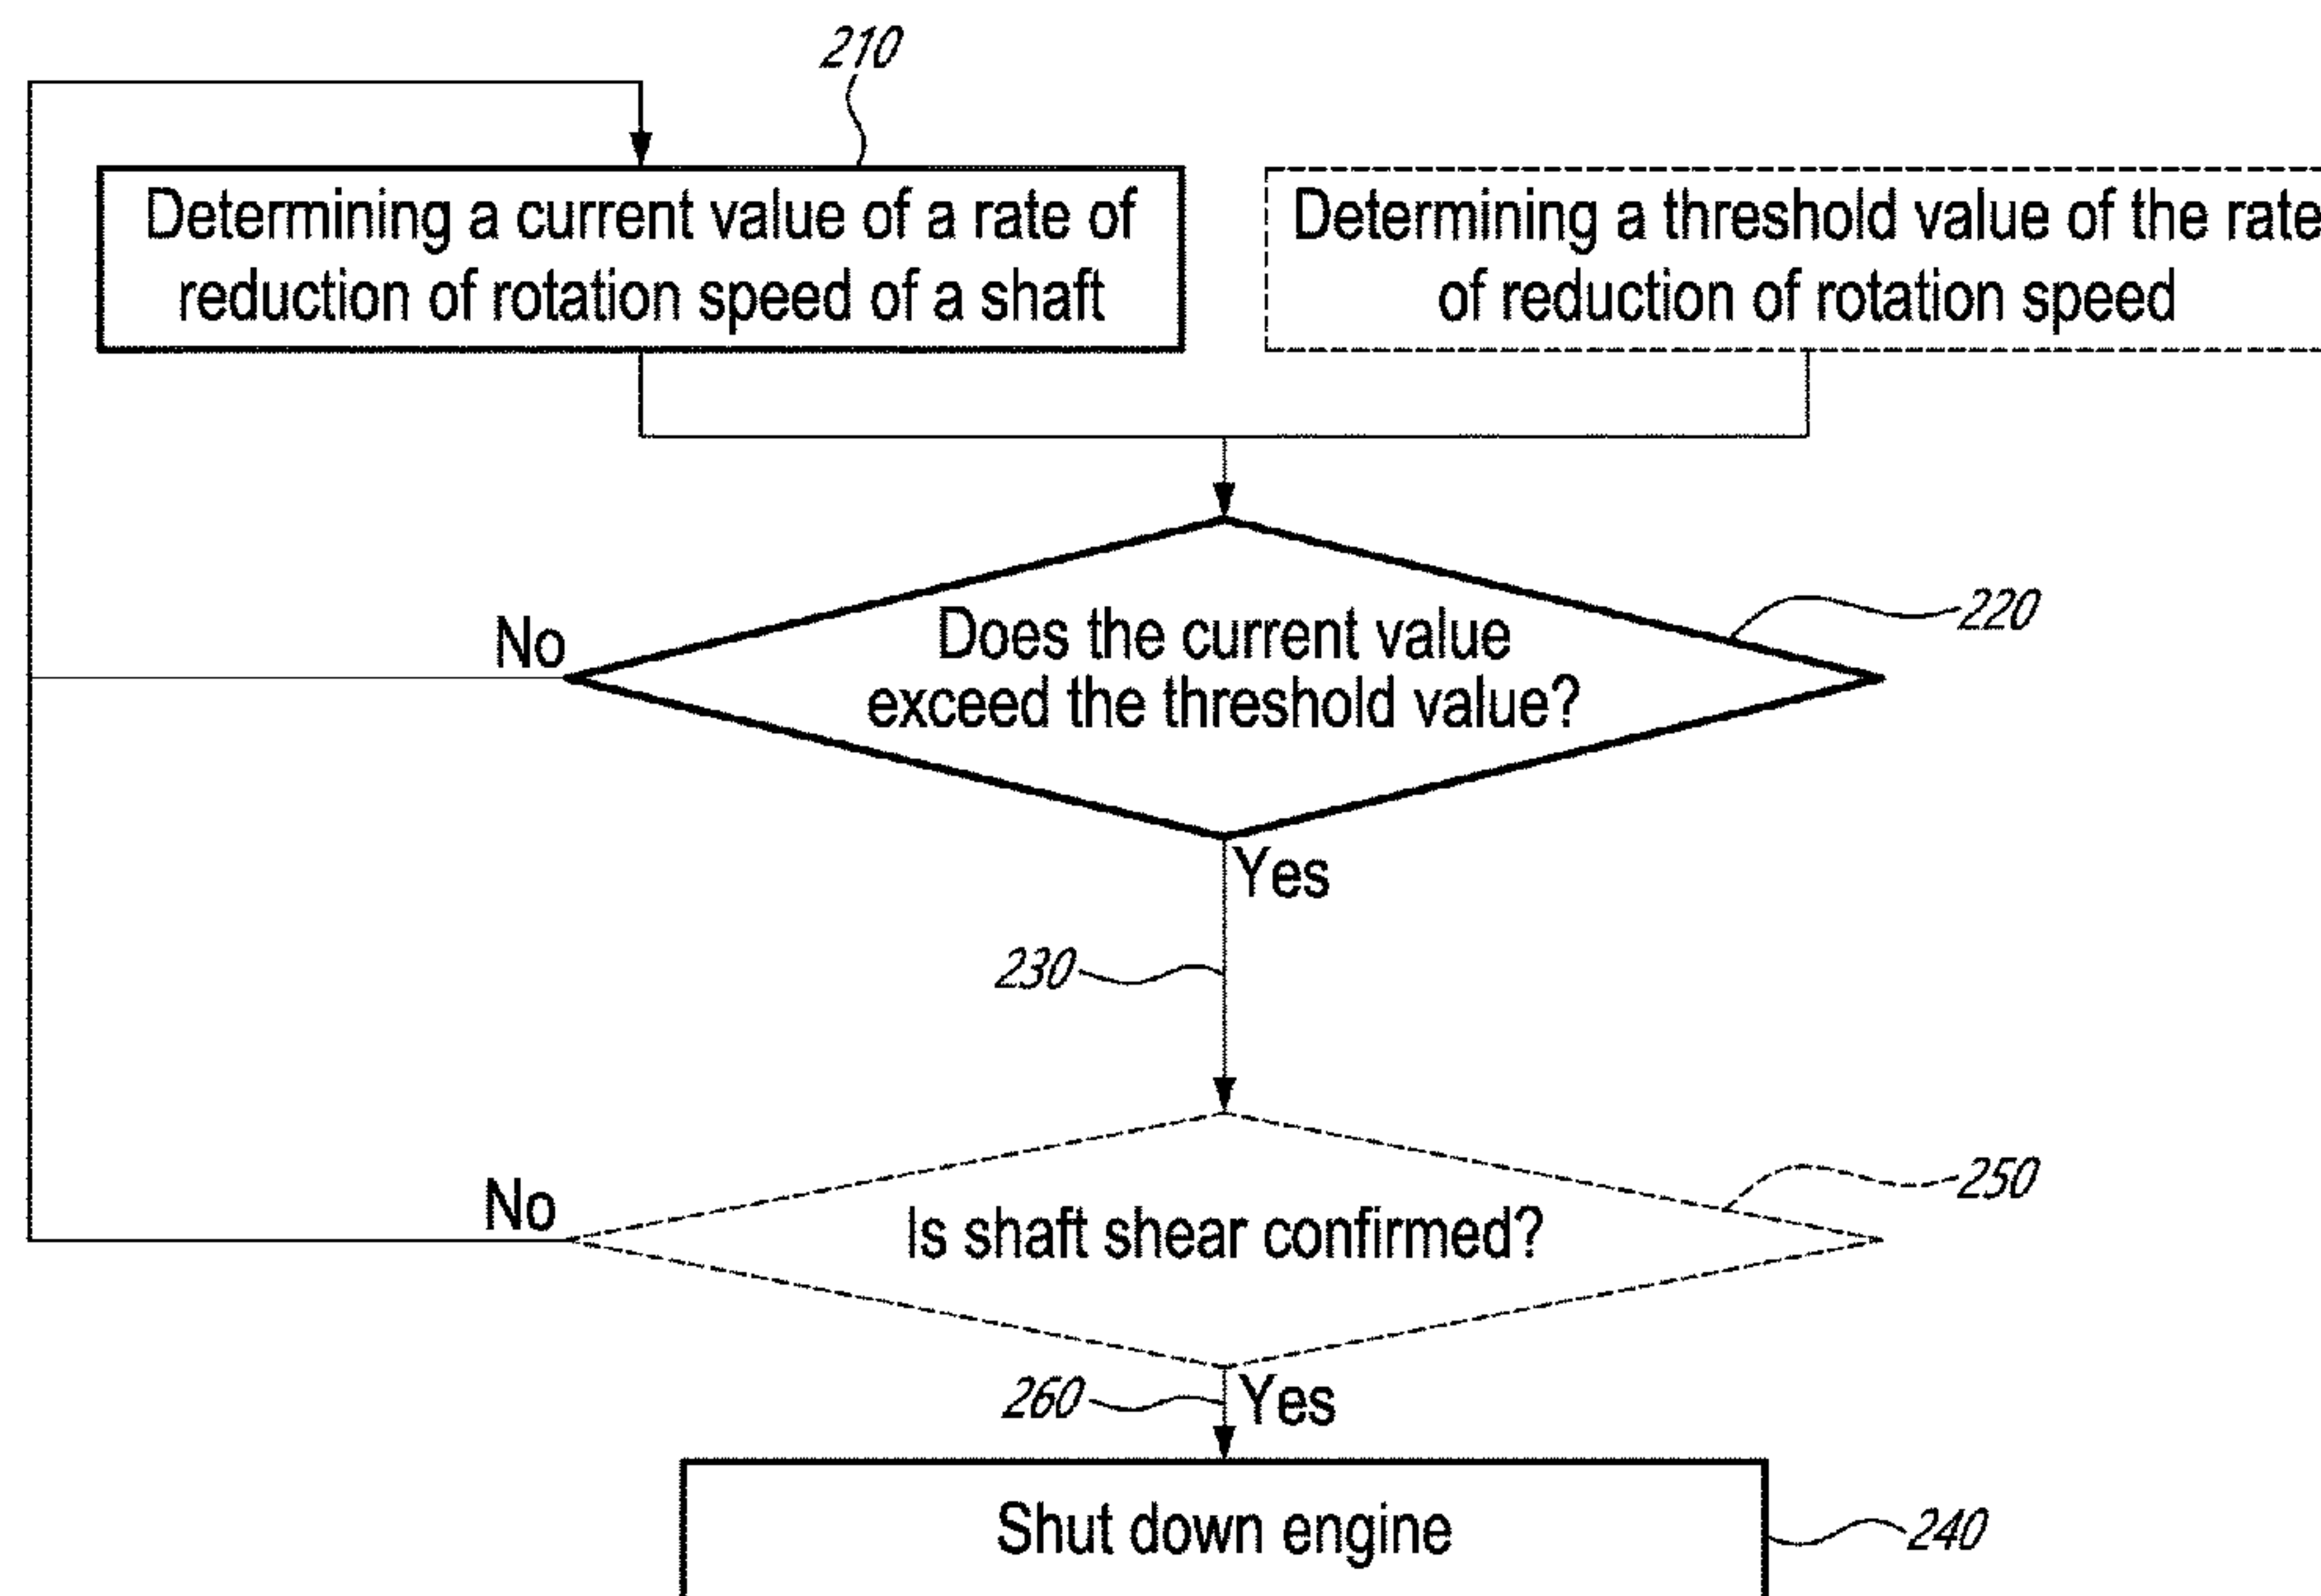 210
Determining a current value of a rate of
reduction of rotation speed of a shaft
Determining a threshold value of the rate
of reduction of rotation speed
No
Does the current value
exceed the threshold value?
220
Yes
230
No
Is shaft shear confirmed?
250
260
Yes
Shut down engine
240